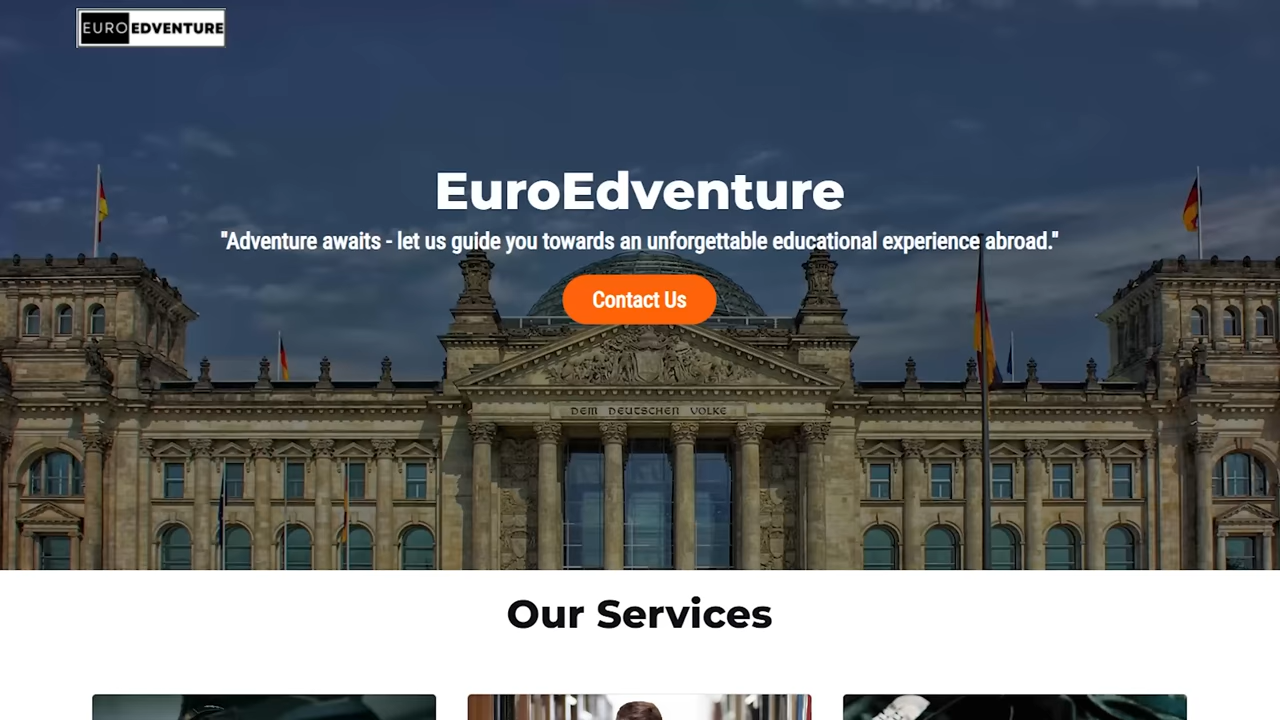 EUROEDVENTURE
EuroEdventure
"Adventure awaits - let us guide you towards an unforgettable educational experience abroad."
Contact Us
DEM DEUTSCHEN VOLKE
Our Services